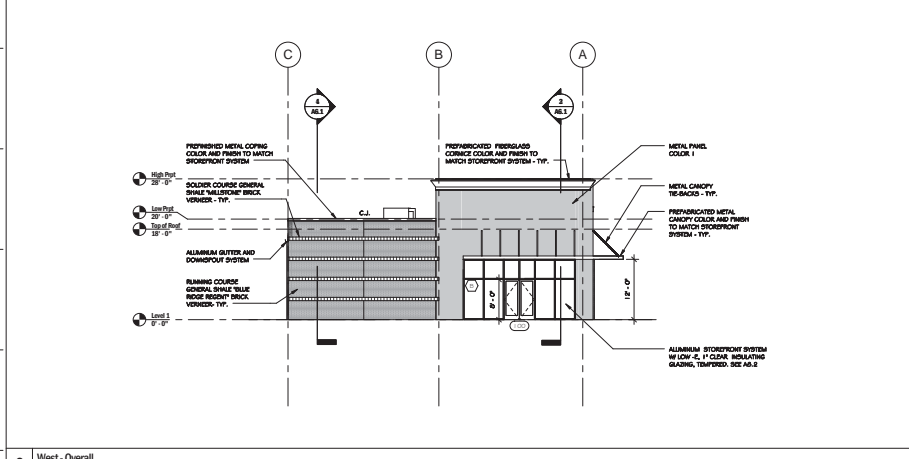 C
B
A
4
A6.1
3
A6.1
PREFINISHED METAL COPING
COLOR AND FINISH TO MATCH
STOREFRONT SYSTEM
PREFABRICATED FIBERGLASS
CORNICE COLOR AND FINISH TO
MATCH STOREFRONT SYSTEM - TYP.
METAL PANEL
COLOR 1
High Prpt
28' - 0"
SOLDIER COURSE GENERAL
SHALE "MILLSTONE" BRICK
VERNEER - TYP.
METAL CANOPY
TIE-BACKS - TYP.
Low Prpt
20' - 0"
C.J.
PREFABRICATED METAL
CANOPY COLOR AND FINISH
TO MATCH STOREFRONT
SYSTEM - TYP.
Top of Roof
18' - 0"
ALUMINUM GUTTER AND
DOWNSPOUT SYSTEM
RUNNING COURSE
GENERAL SHALE "BLUE
RIDGE REGENT" BRICK
VERNEER- TYP.
B
8' - 0"
12' - 0"
Level 1
0' - 0"
100
ALUMINUM STOREFRONT SYSTEM
W/ LOW -E, 1" CLEAR INSULATING
GLAZING, TEMPERED. SEE A8.2
West - Overall